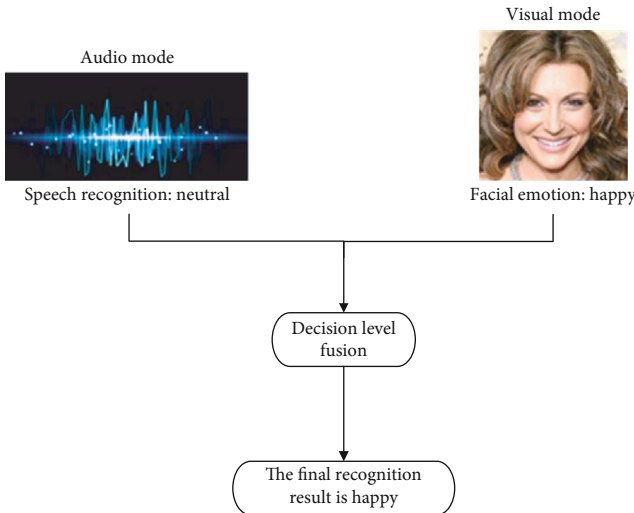 Visual mode
Audio mode
Speech recognition: neutral
Facial emotion: happy
Decision level
fusion
The final recognition
result is happy